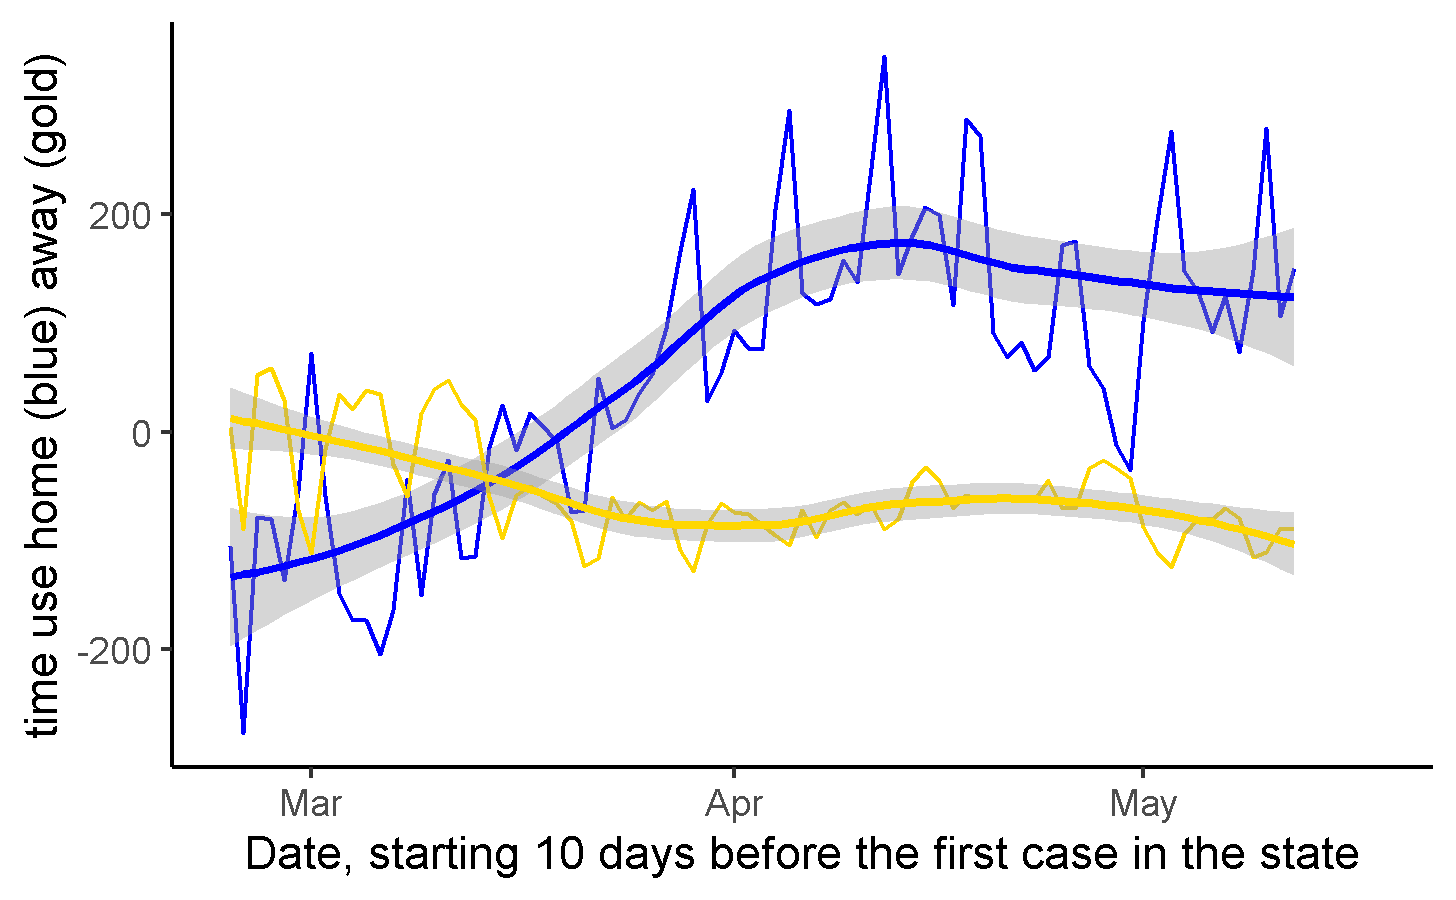 time use home (blue) away (gold)
200
0
-200
Mar
Apr
May
Date, starting 10 days before the first case in the state